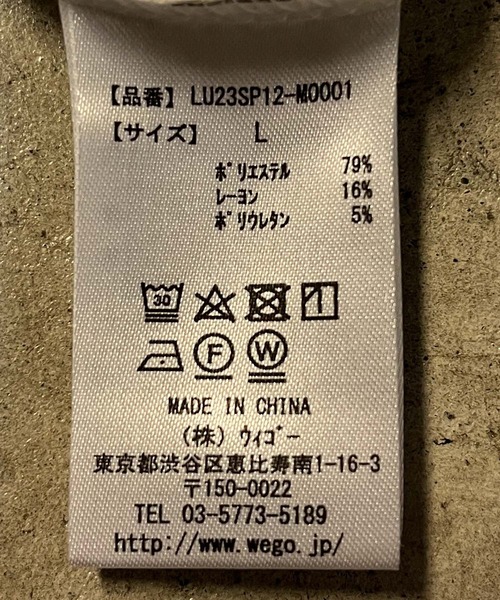 【品番】 LU23SP12-M0001
【サイズ】 L
ﾎﾟﾘｴｽﾃﾙ 79%
ﾚｰﾖﾝ 16%
ﾎﾟﾘｳﾚﾀﾝ 5%
30
F W
MADE IN CHINA
(株) ｳｨｺﾞｰ
東京都渋谷区恵比寿南1-16-3
〒150-0022
TEL 03-5773-5189
http://www.wego.jp/